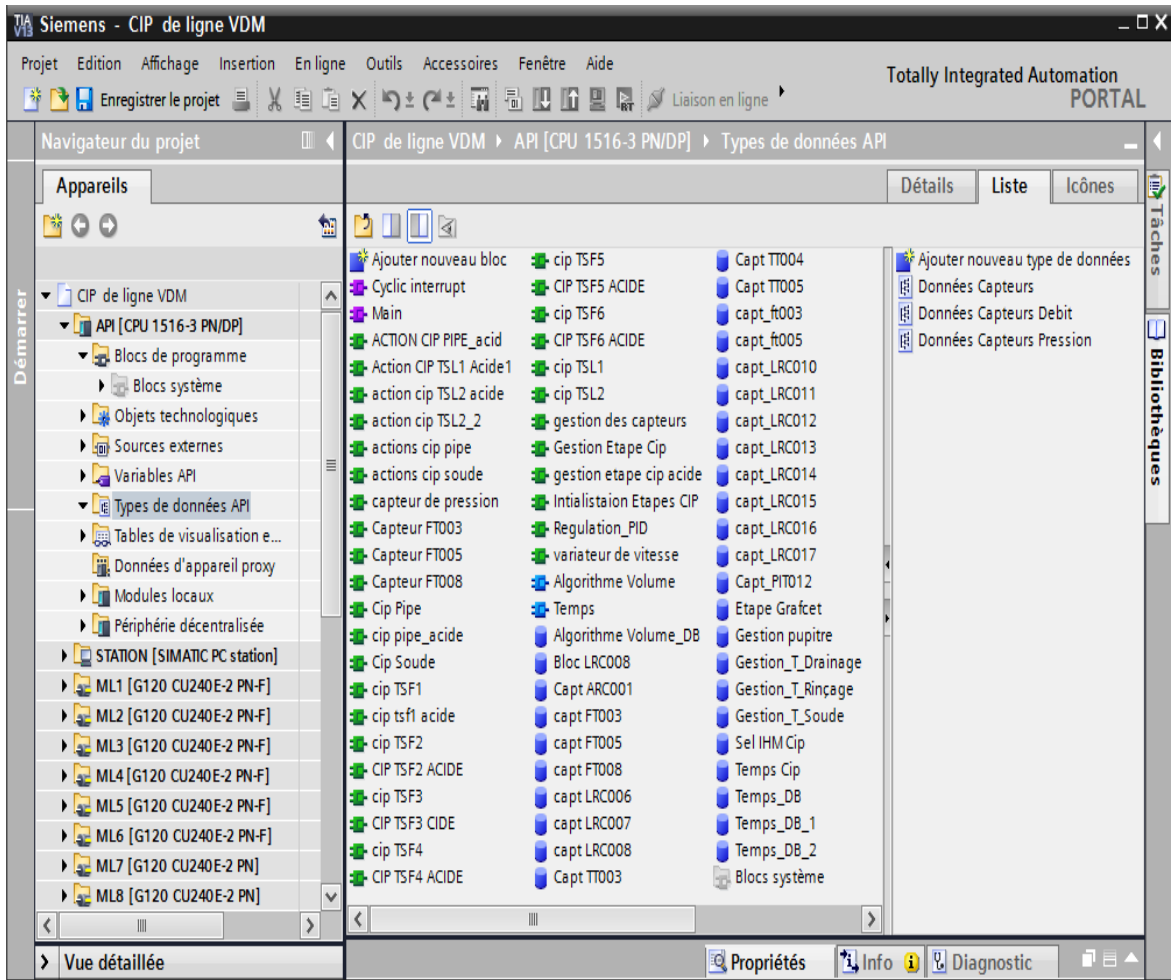 TIA V13 Siemens - CIP de ligne VDM
Projet Edition Affichage Insertion En ligne Outils Accessoires Fenêtre Aide
Totally Integrated Automation
PORTAL
Enregistrer le projet Liaison en ligne
Navigateur du projet
CIP de ligne VDM API [CPU 1516-3 PN/DP] Types de données API
Appareils
Détails Liste Icônes
Démarrer
CIP de ligne VDM
API [CPU 1516-3 PN/DP]
Blocs de programme
Blocs système
Objets technologiques
Sources externes
Variables API
Types de données API
Tables de visualisation e...
Données d'appareil proxy
Modules locaux
Périphérie décentralisée
STATION [SIMATIC PC station]
ML1 [G120 CU240E-2 PN-F]
ML2 [G120 CU240E-2 PN-F]
ML3 [G120 CU240E-2 PN-F]
ML4 [G120 CU240E-2 PN-F]
ML5 [G120 CU240E-2 PN-F]
ML6 [G120 CU240E-2 PN-F]
ML7 [G120 CU240E-2 PN]
ML8 [G120 CU240E-2 PN]
Vue détaillée
Ajouter nouveau bloc
Cyclic interrupt
Main
ACTION CIP PIPE_acid
Action CIP TSL1 Acide1
action cip TSL2 acide
action cip TSL2_2
actions cip pipe
actions cip soude
capteur de pression
Capteur FT003
Capteur FT005
Capteur FT008
Cip Pipe
cip pipe_acide
Cip Soude
cip TSF1
cip tsf1 acide
cip TSF2
CIP TSF2 ACIDE
cip TSF3
CIP TSF3 CIDE
cip TSF4
CIP TSF4 ACIDE
cip TSF5
CIP TSF5 ACIDE
cip TSF6
CIP TSF6 ACIDE
cip TSL1
cip TSL2
gestion des capteurs
Gestion Etape Cip
gestion etape cip acide
Intialistaion Etapes CIP
Regulation_PID
variateur de vitesse
Algorithme Volume
Temps
Algorithme Volume_DB
Bloc LRC008
Capt ARC001
capt FT003
capt FT005
capt FT008
capt LRC006
capt LRC007
capt LRC008
Capt TT003
Capt TT004
Capt TT005
capt_ft003
capt_ft005
capt_LRC010
capt_LRC011
capt_LRC012
capt_LRC013
capt_LRC014
capt_LRC015
capt_LRC016
capt_LRC017
Capt_PIT012
Etape Grafcet
Gestion pupitre
Gestion_T_Drainage
Gestion_T_Rinçage
Gestion_T_Soude
Sel IHM Cip
Temps Cip
Temps_DB
Temps_DB_1
Temps_DB_2
Blocs système
Ajouter nouveau type de données
Données Capteurs
Données Capteurs Debit
Données Capteurs Pression
Tâches
Bibliothèques
Propriétés Info Diagnostic